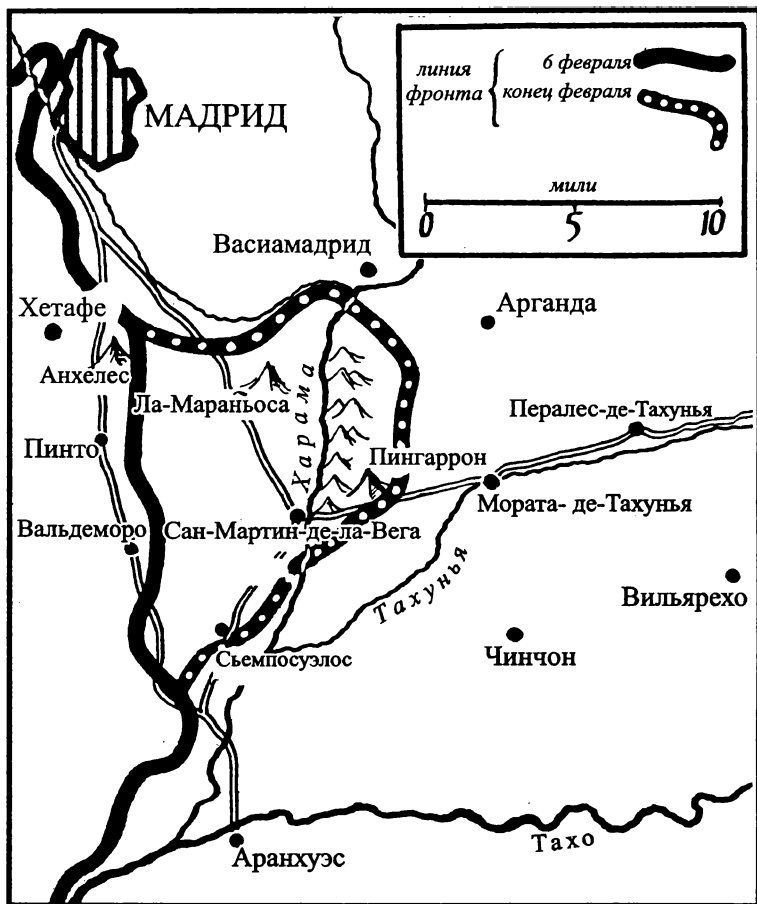 МАДРИД
линия фронта
6 февраля
конец февраля
мили
0 5 10
Васиамадрид
Хетафе
Арганда
Анхелес
Ла-Мараньоса
Харама
Пералес-де-Тахунья
Пинто
Пингаррон
Мората- де-Тахунья
Вальдеморо
Сан-Мартин-де-ла-Вега
Тахунья
Вильярехо
Сьемпосуэлос
Чинчон
Тахо
Аранхуэс